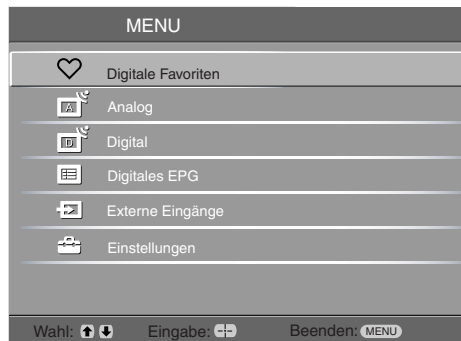 MENU
Digitale Favoriten
A Analog
D Digital
Digitales EPG
Externe Eingänge
Einstellungen
Wahl: Eingabe: Beenden: MENU